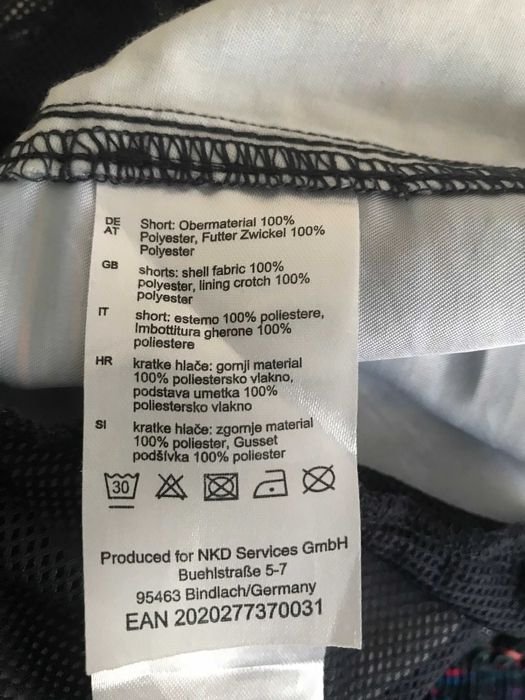 DE AT Short: Obermaterial 100%
Polyester, Futter Zwickel 100%
Polyester
GB shorts: shell fabric 100%
polyester, lining crotch 100%
polyester
IT short: esterno 100% poliestere,
Imbottitura gherone 100%
poliestere
HR kratke hlače: gornji material
100% poliestersko vlakno,
podstava umetka 100%
poliestersko vlakno
SI kratke hlače: zgornje material
100% poliester, Gusset
podšivka 100% poliester
30
Produced for NKD Services GmbH
Buehlstraße 5-7
95463 Bindlach/Germany
EAN 2020277370031